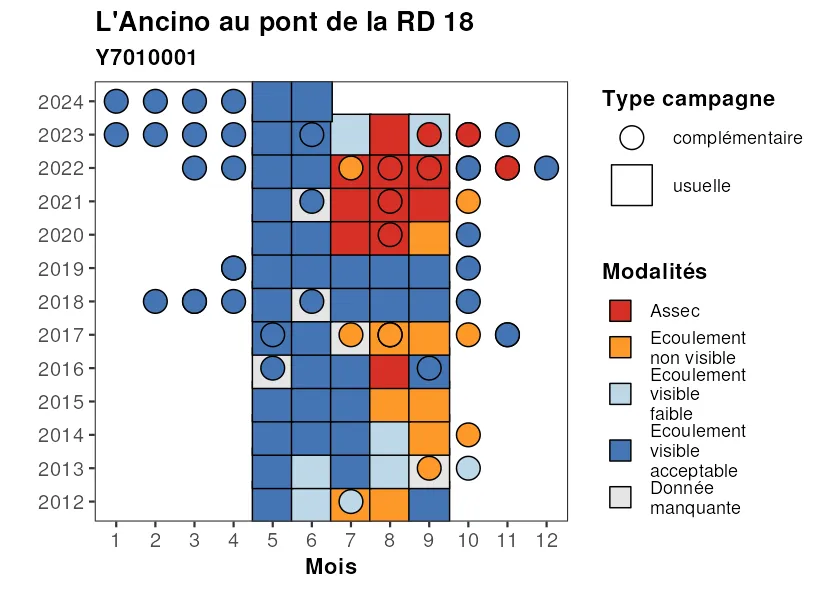 L'Ancino au pont de la RD 18
Y7010001
2024
2023
2022
2021
2020
2019
2018
2017
2016
2015
2014
2013
2012
1 2 3 4 5 6 7 8 9 10 11 12
Mois
Type campagne
complémentaire
usuelle
Modalités
Assec
Ecoulement
non visible
Ecoulement
visible
faible
Ecoulement
visible
acceptable
Donnée
manquante